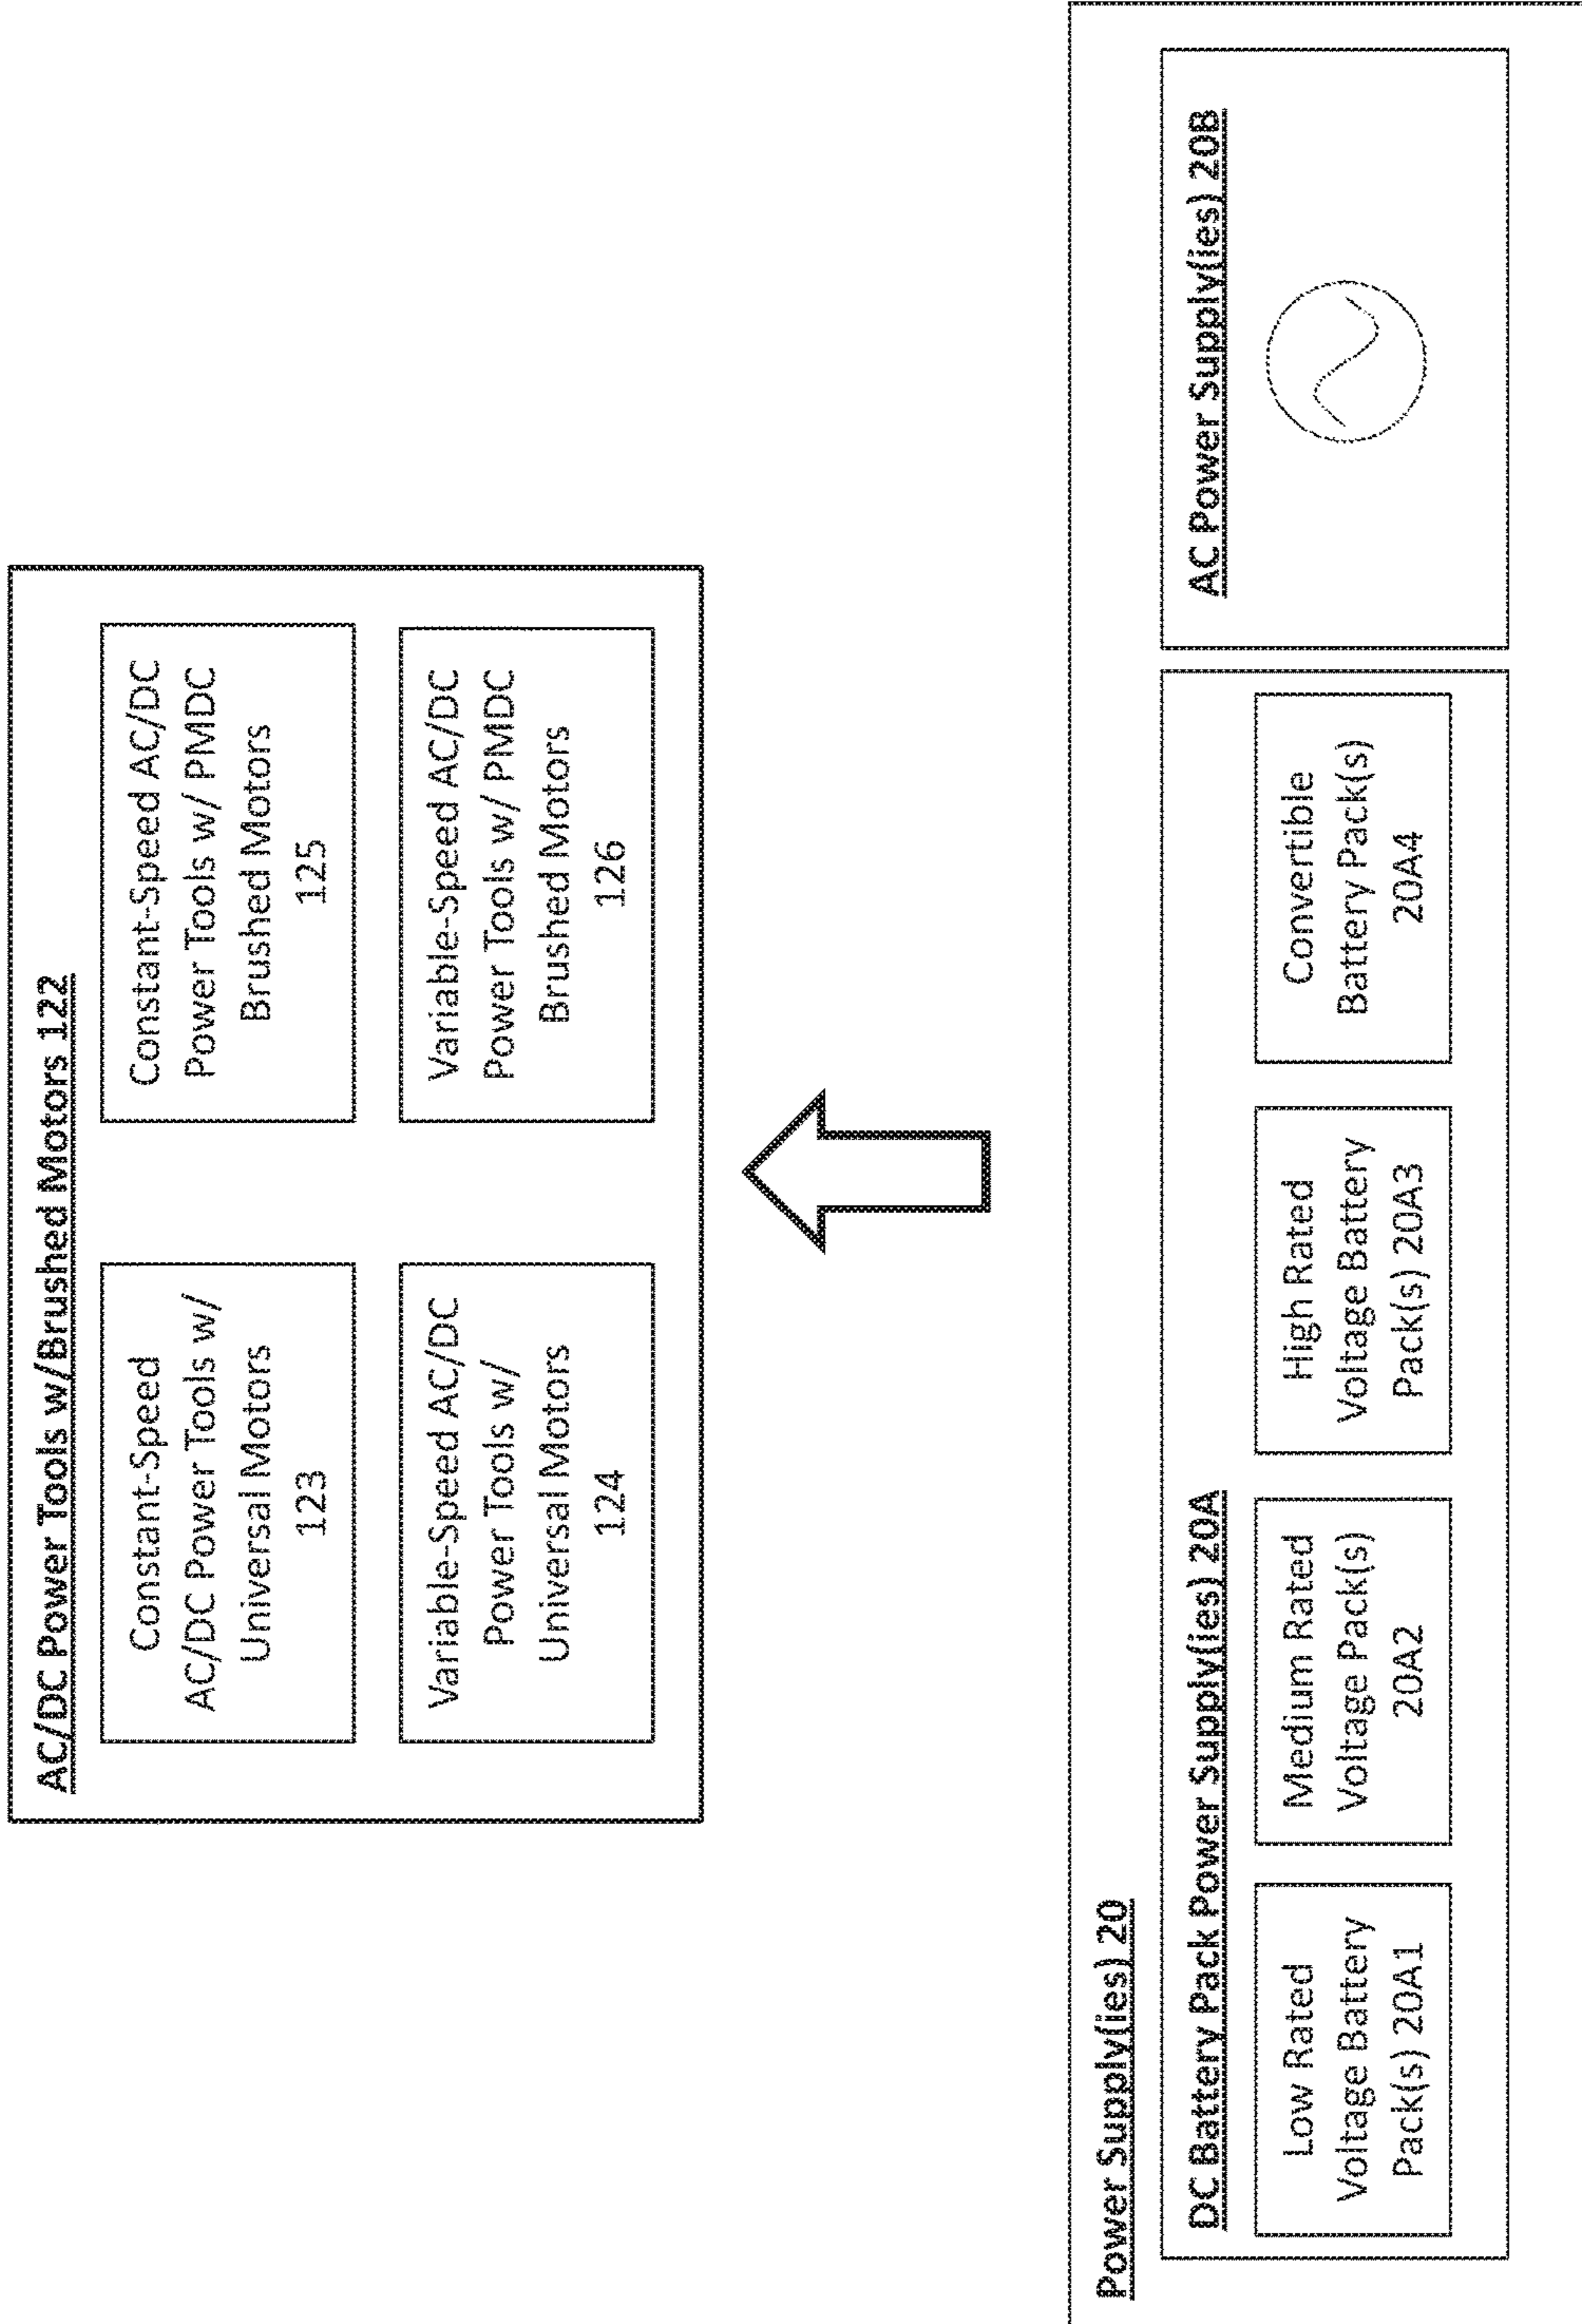 AC/DC Power Tools w/Brushed Motors 122
Constant-Speed
AC/DC Power Tools w/
Universal Motors
123
Constant-Speed AC/DC
Power Tools w/ PMDC
Brushed Motors
125
Variable-Speed AC/DC
Power Tools w/
Universal Motors
124
Variable-Speed AC/DC
Power Tools w/ PMDC
Brushed Motors
126
Power Supply(ies) 20
DC Battery Pack Power Supply(ies) 20A
Low Rated
Voltage Battery
Pack(s) 20A1
Medium Rated
Voltage Pack(s)
20A2
High Rated
Voltage Battery
Pack(s) 20A3
Convertible
Battery Pack(s)
20A4
AC Power Supply(ies) 20B